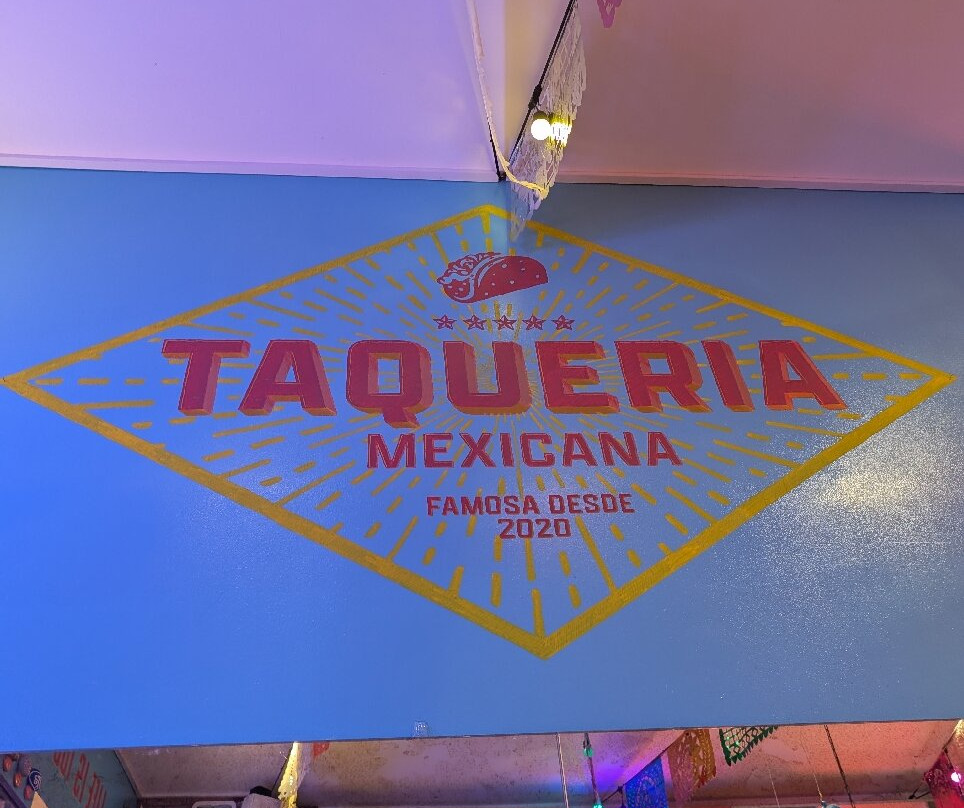 TAQUERIA
MEXICANA
FAMOSA DESDE
2020